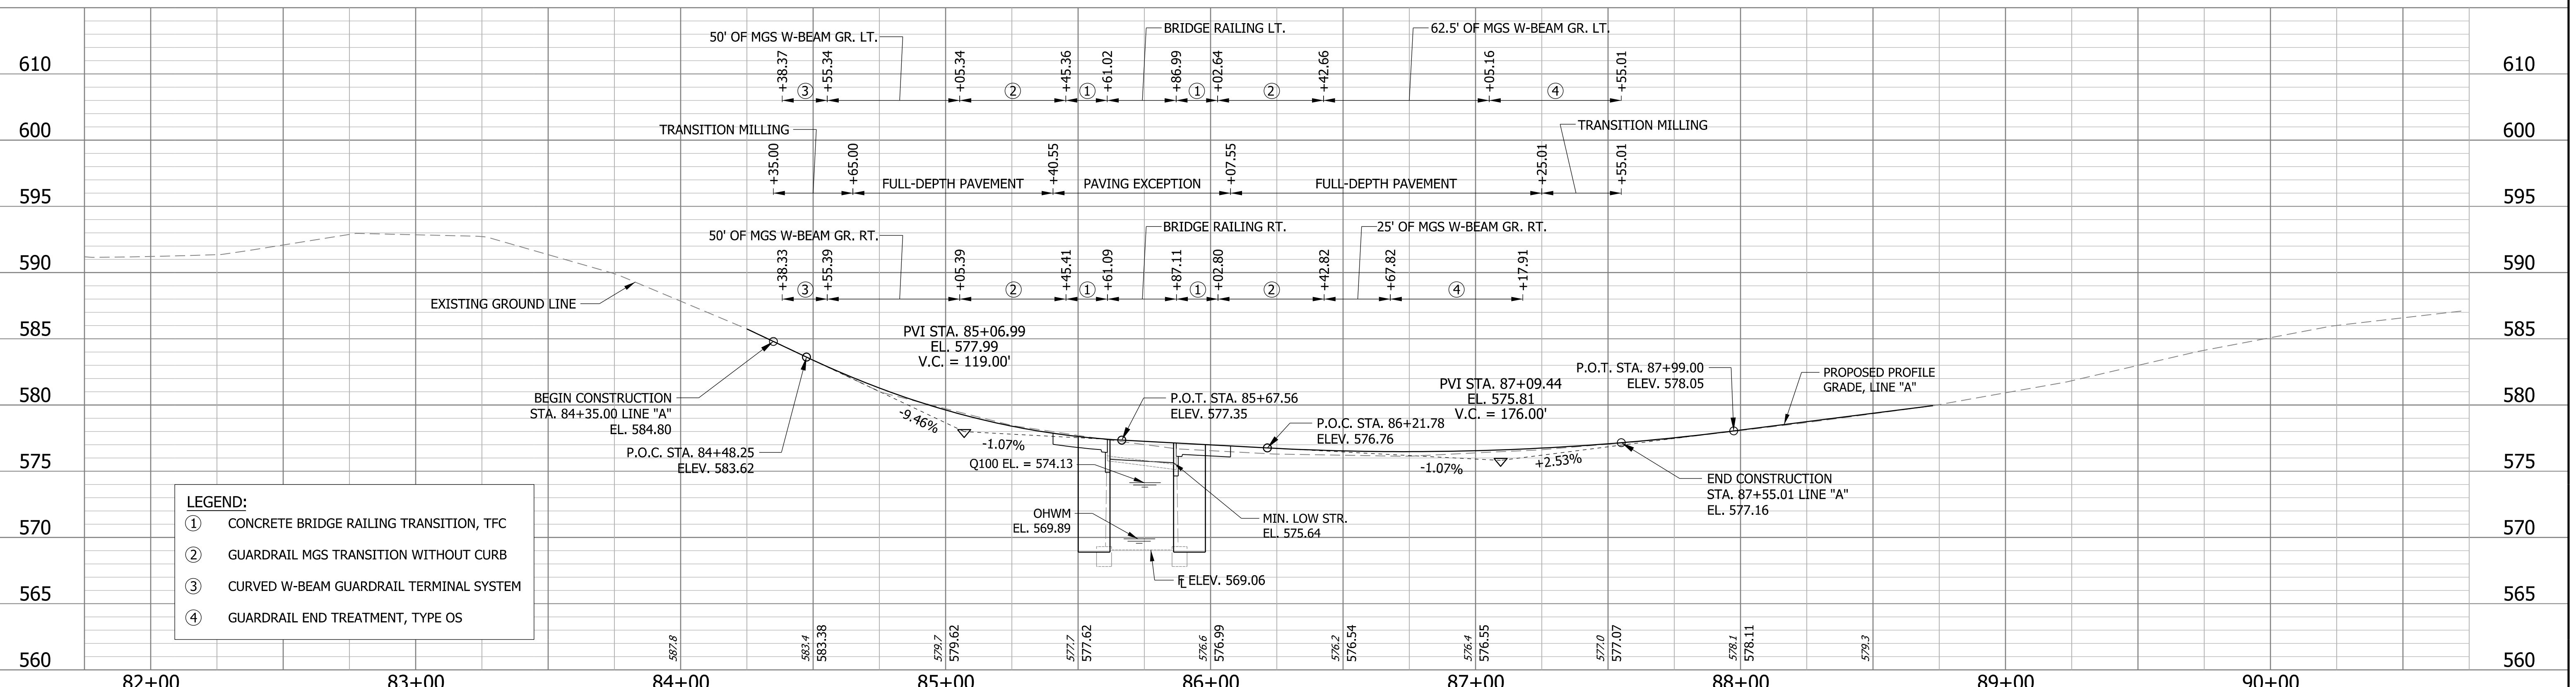 BRIDGE RAILING LT.
62.5' OF MGS W-BEAM GR. LT.
50' OF MGS W-BEAM GR. LT.
610
+38.37
+55.34
+05.34
+45.36
+61.02
+86.99
+02.64
+42.66
+05.16
+55.01
610
3
2
1
1
2
4
TRANSITION MILLING
TRANSITION MILLING
600
600
+35.00
+65.00
+40.55
+07.55
+25.01
+55.01
595
FULL-DEPTH PAVEMENT
PAVING EXCEPTION
FULL-DEPTH PAVEMENT
595
50' OF MGS W-BEAM GR. RT.
BRIDGE RAILING RT.
25' OF MGS W-BEAM GR. RT.
590
+38.33
+55.39
+05.39
+45.41
+61.09
+87.11
+02.80
+42.82
+67.82
+17.91
590
3
2
1
1
2
4
EXISTING GROUND LINE
585
585
PVI STA. 85+06.99
EL. 577.99
V.C. = 119.00'
BEGIN CONSTRUCTION
STA. 84+35.00 LINE "A"
EL. 584.80
P.O.C. STA. 84+48.25
ELEV. 583.62
-9.46%
-1.07%
P.O.T. STA. 85+67.56
ELEV. 577.35
P.O.C. STA. 86+21.78
ELEV. 576.76
PVI STA. 87+09.44
EL. 575.81
V.C. = 176.00'
P.O.T. STA. 87+99.00
ELEV. 578.05
PROPOSED PROFILE
GRADE, LINE "A"
580
580
-1.07%
+2.53%
575
575
Q100 EL. = 574.13
END CONSTRUCTION
STA. 87+55.01 LINE "A"
EL. 577.16
OHWM
EL. 569.89
MIN. LOW STR.
EL. 575.64
570
570
FL ELEV. 569.06
LEGEND:
1 CONCRETE BRIDGE RAILING TRANSITION, TFC
2 GUARDRAIL MGS TRANSITION WITHOUT CURB
3 CURVED W-BEAM GUARDRAIL TERMINAL SYSTEM
4 GUARDRAIL END TREATMENT, TYPE OS
565
565
587.8
583.4
583.38
579.7
579.62
577.7
577.62
576.6
576.99
576.2
576.54
576.4
576.55
577.0
577.07
578.1
578.11
579.3
560
560
82+00
83+00
84+00
85+00
86+00
87+00
88+00
89+00
90+00